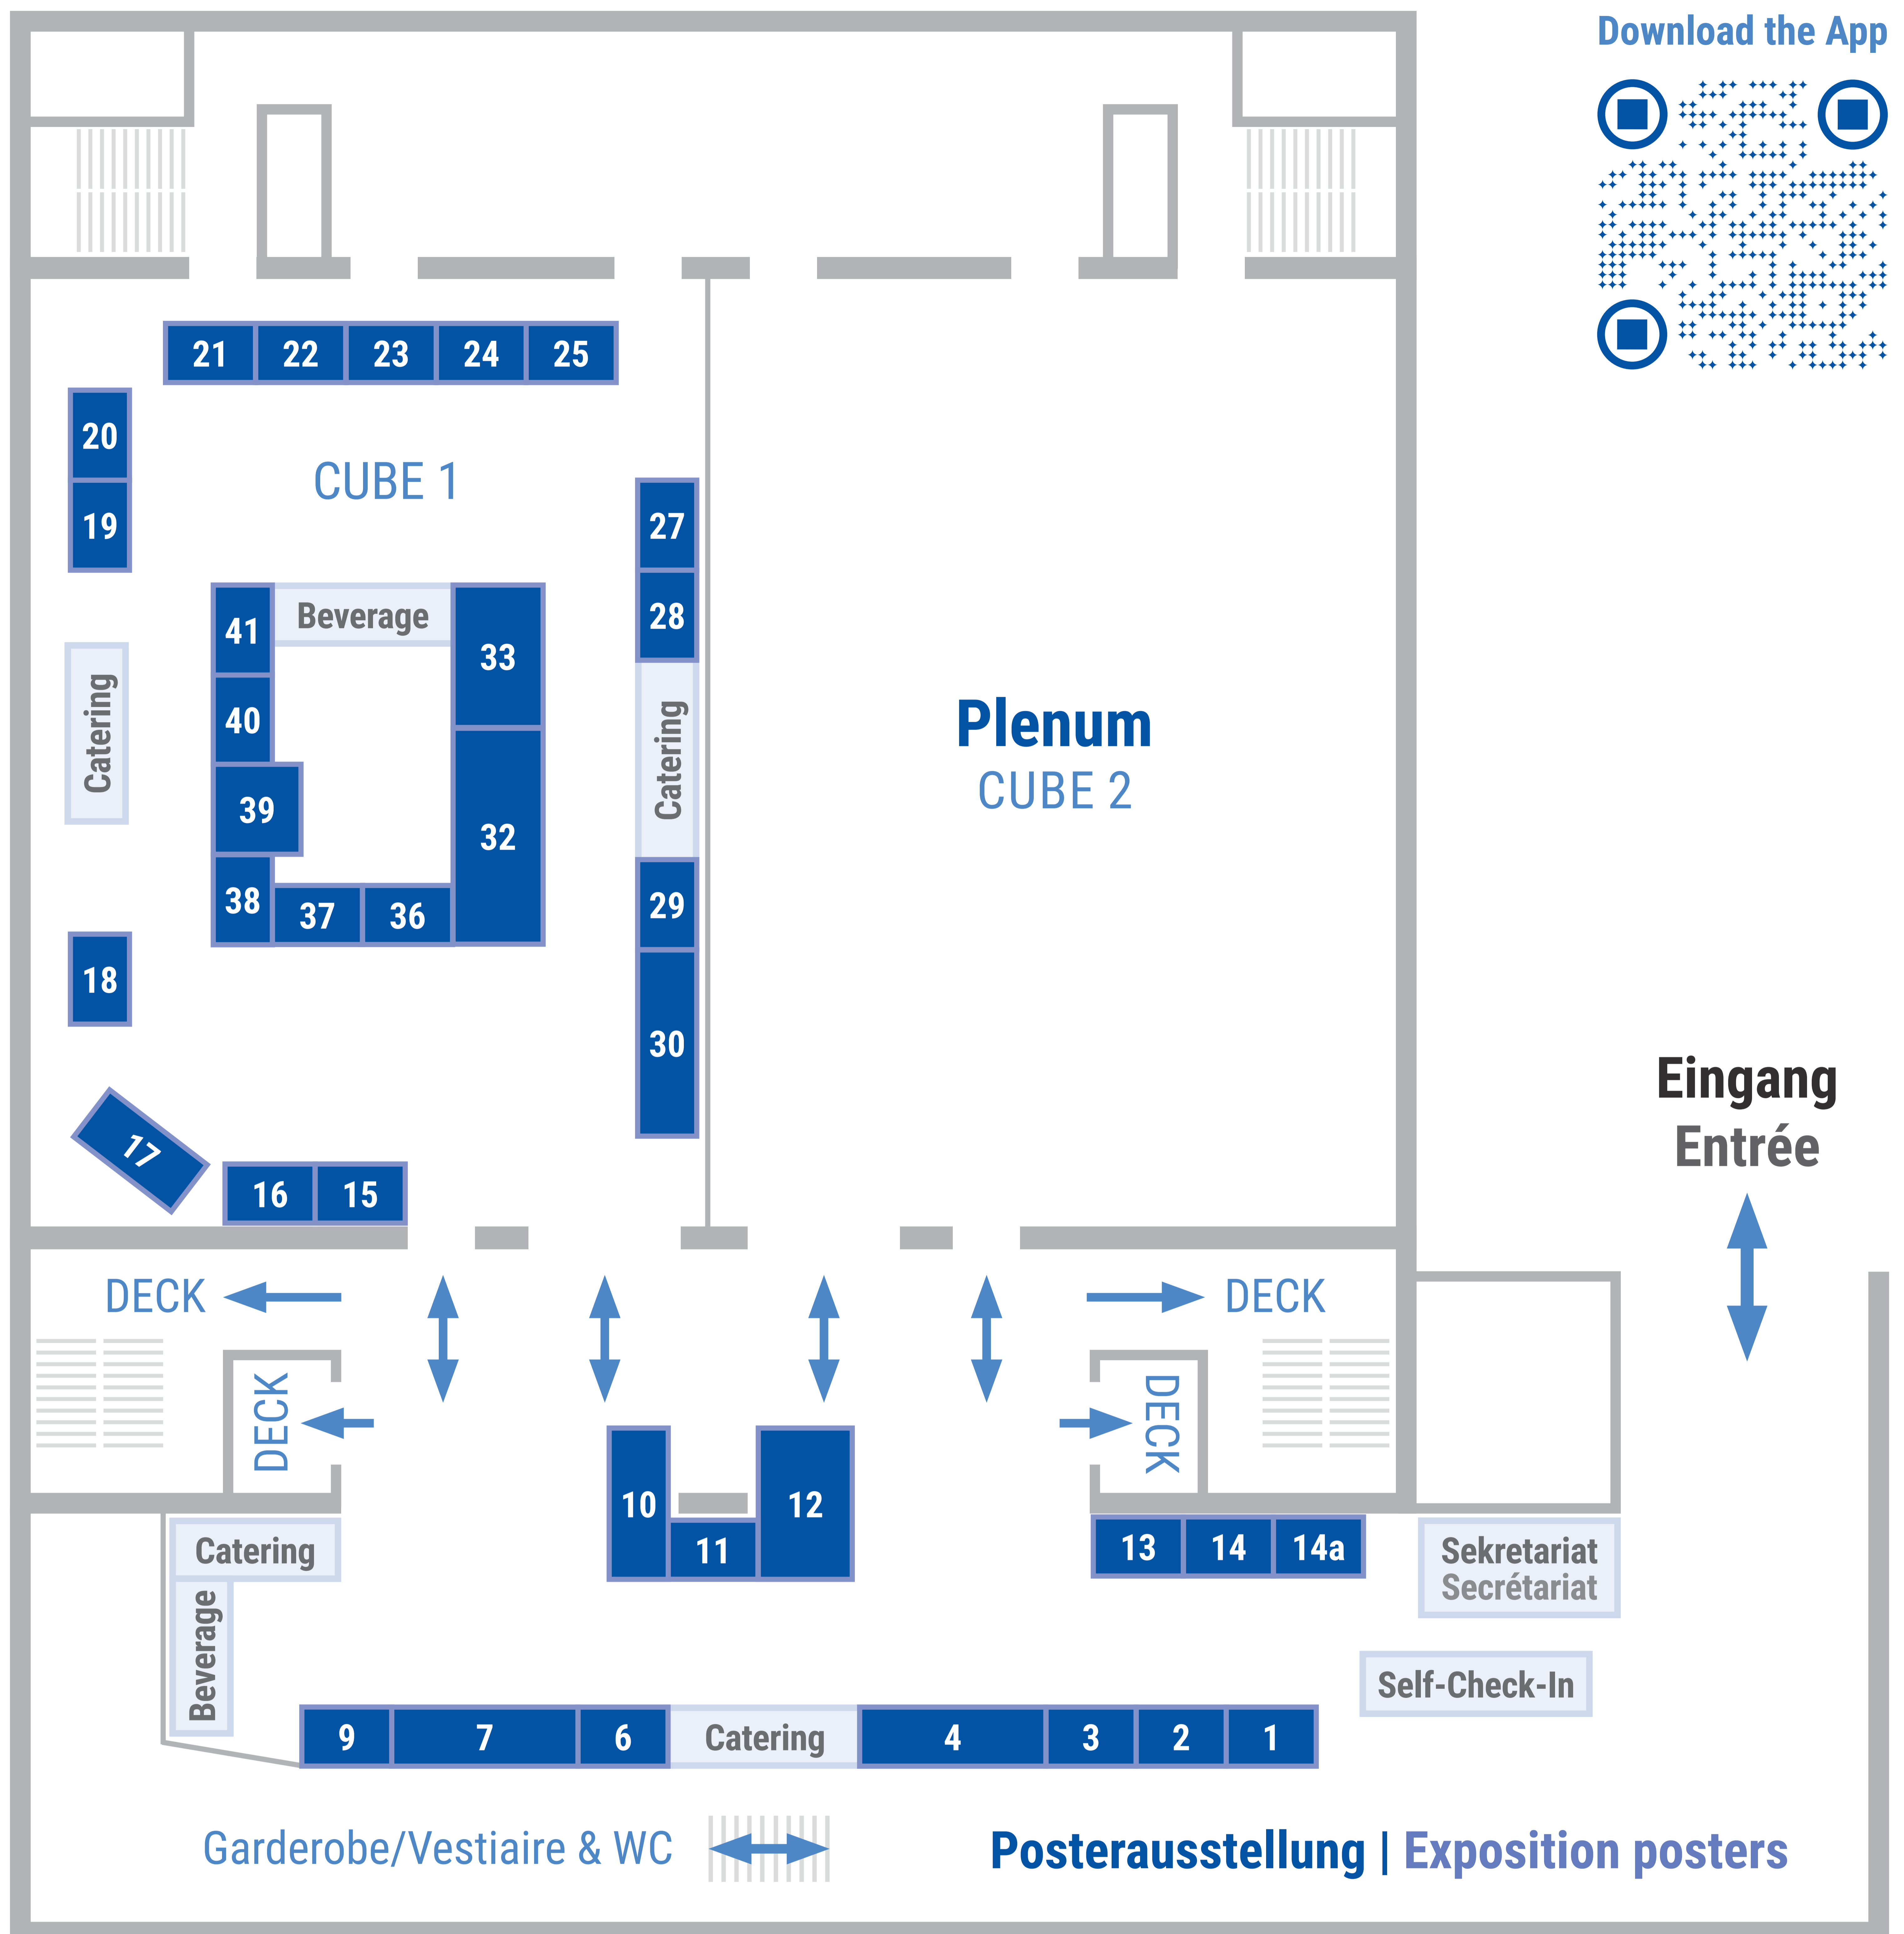 Download the App
21 22 23 24 25
20
19
CUBE 1
27
28
41
Beverage
33
40
Catering
39
Catering
32
38
37
36
29
18
30
17
16
15
Plenum
CUBE 2
Eingang
Entrée
DECK
DECK
DECK
DECK
10
11
12
13 14 14a
Catering
Beverage
Sekretariat
Secrétariat
Self-Check-In
9 7 6 Catering 4 3 2 1
Garderobe/Vestiaire & WC
Posterausstellung | Exposition posters